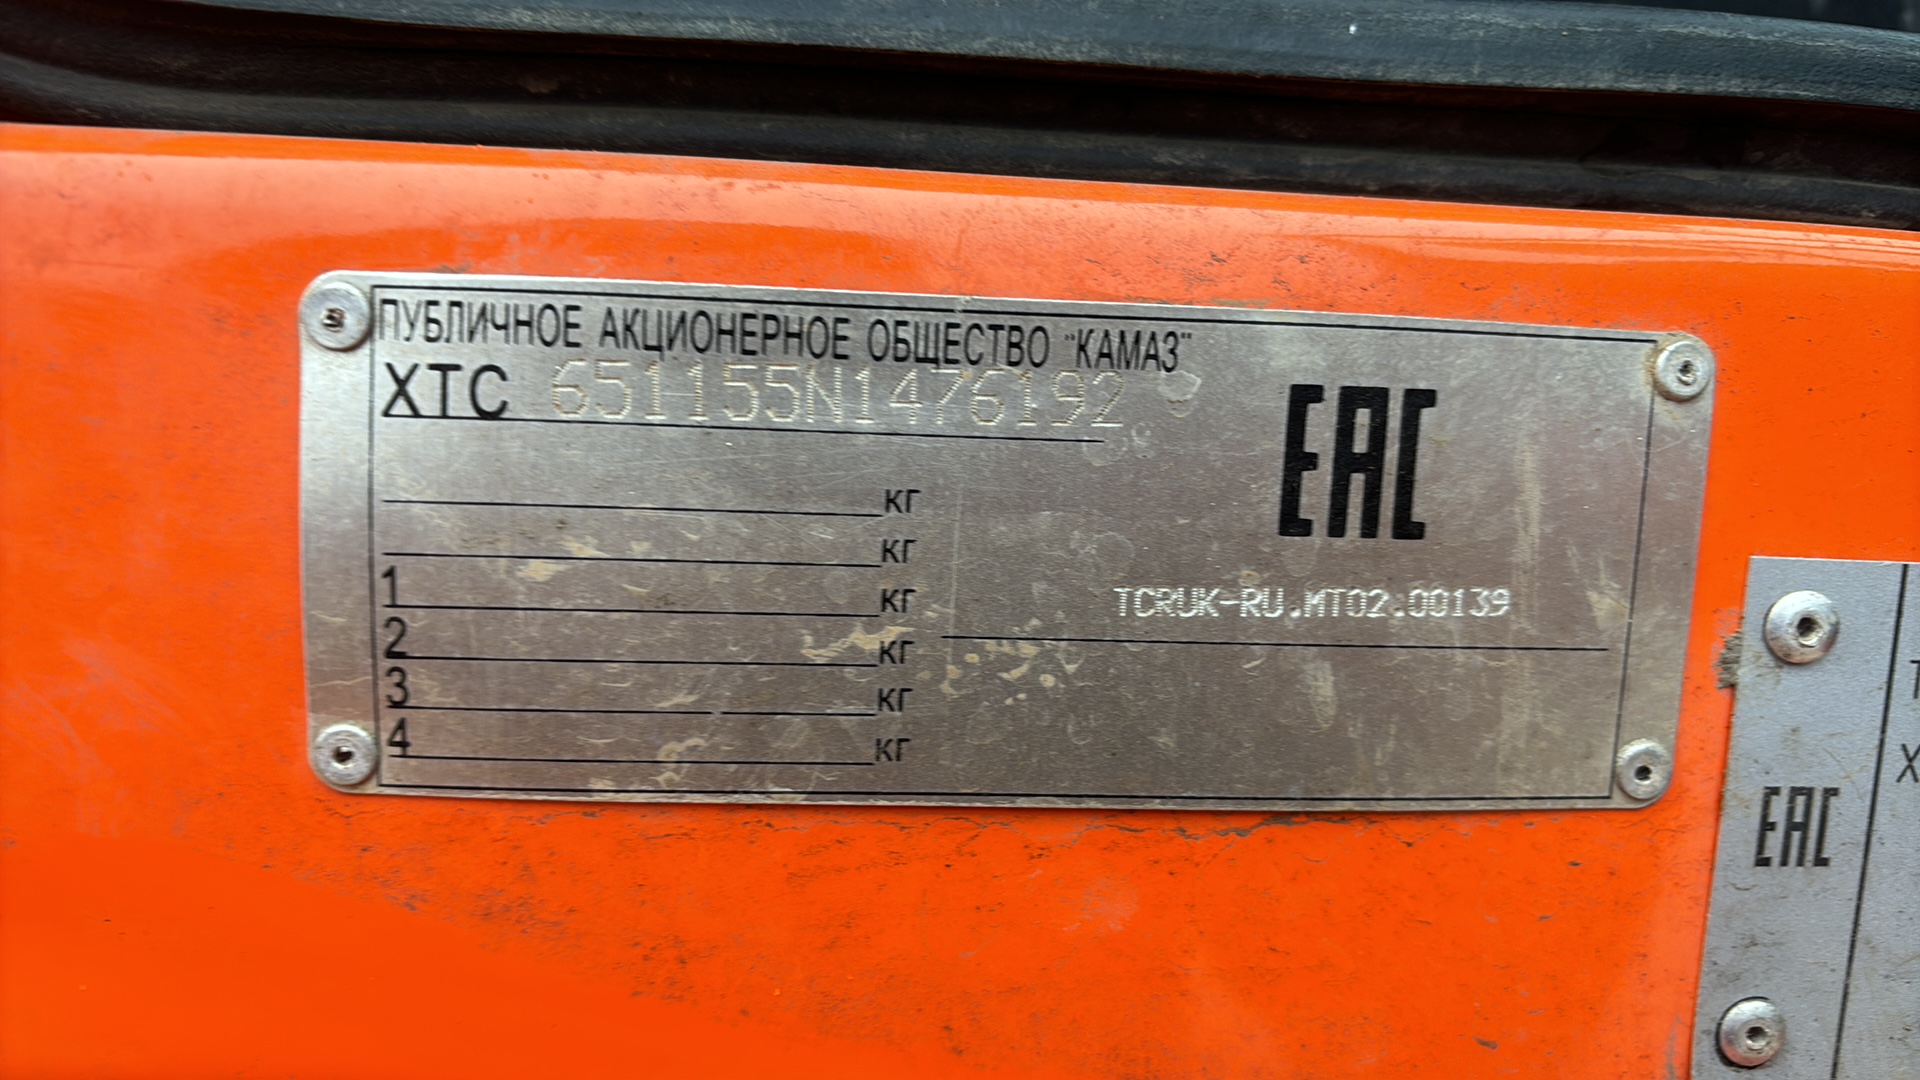 ПУБЛИЧНОЕ АКЦИОНЕРНОЕ ОБЩЕСТВО "КАМАЗ"
XTC 651155N1476192
EAC
кг
кг
1 кг
TCRUK-RU.MT02.00139
2 кг
3 кг
4 кг
EAC
Т
X